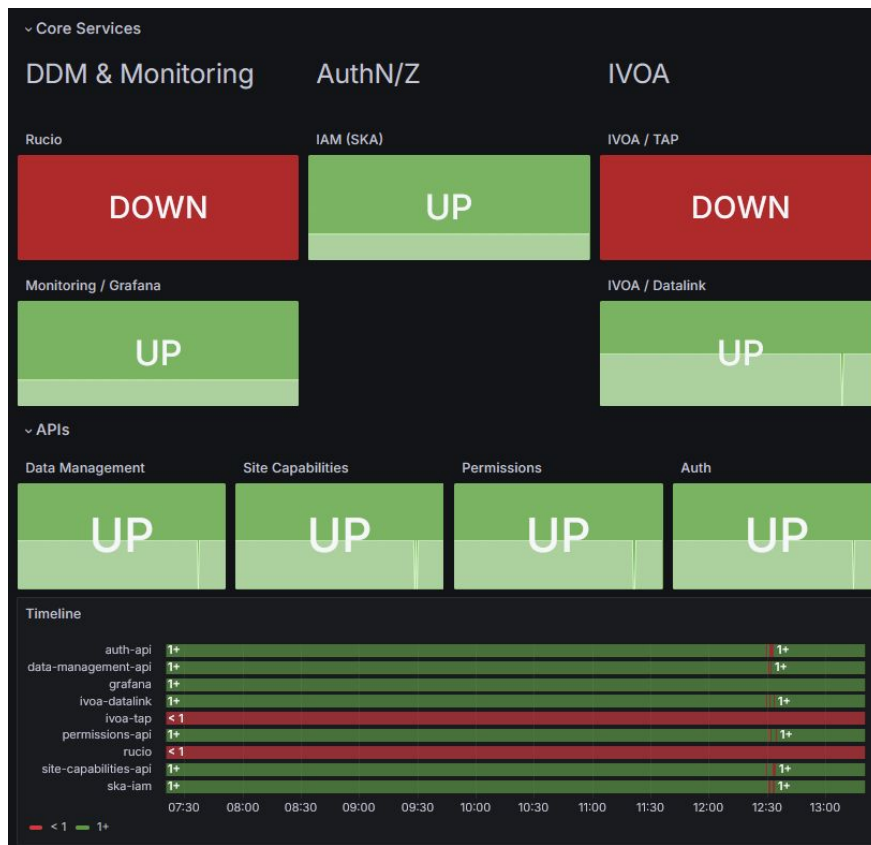 Core Services
DDM & Monitoring AuthN/Z IVOA
Rucio IAM (SKA) IVOA / TAP
DOWN UP DOWN
Monitoring / Grafana IVOA / Datalink
UP UP
APIs
Data Management Site Capabilities Permissions Auth
UP UP UP UP
Timeline
auth-api 1+ 1+
data-management-api 1+ 1+
grafana 1+
ivoa-datalink 1+ 1+
ivoa-tap < 1
permissions-api 1+ 1+
rucio < 1
site-capabilities-api 1+ 1+
ska-iam 1+ 1+
07:30 08:00 08:30 09:00 09:30 10:00 10:30 11:00 11:30 12:00 12:30 13:00
< 1 1+